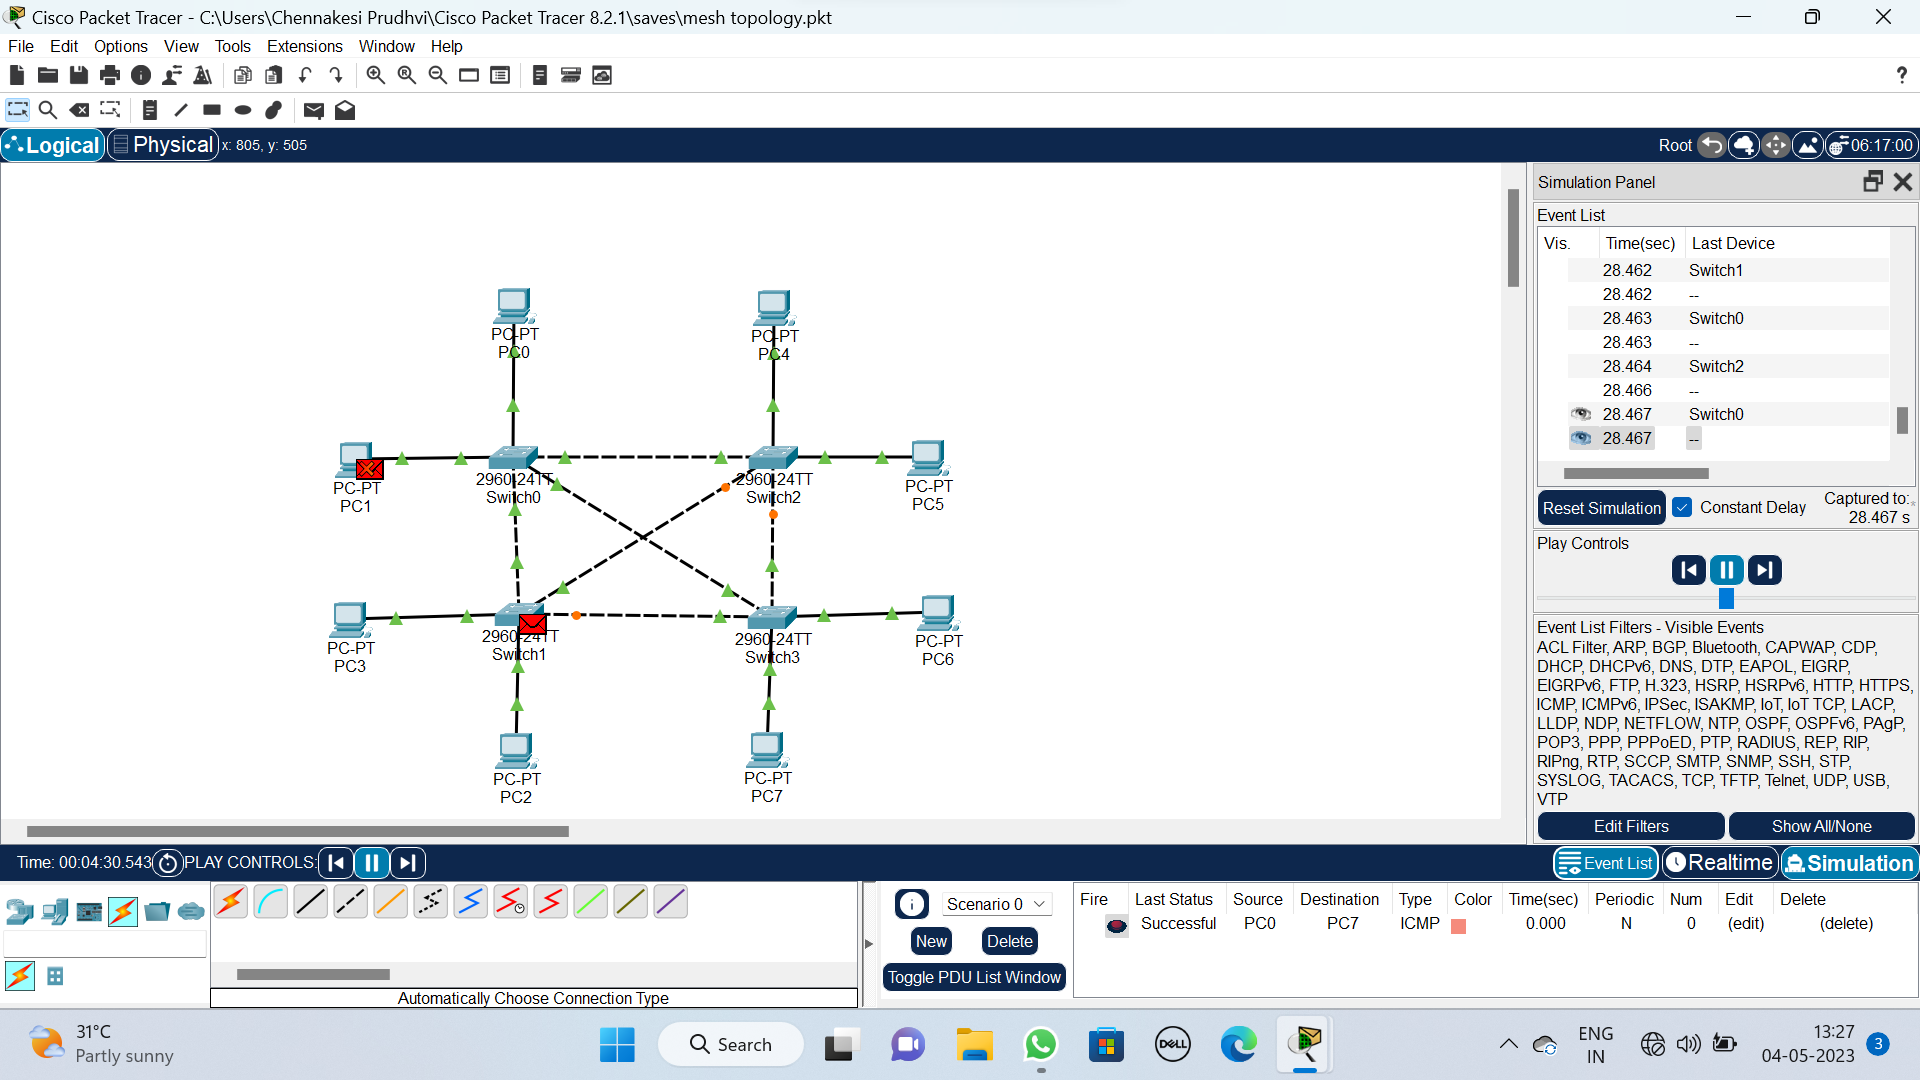 Cisco Packet Tracer - C:\Users\Chennakesi Prudhvi\Cisco Packet Tracer 8.2.1\saves\mesh topology.pkt
File Edit Options View Tools Extensions Window Help
?
Logical Physical x: 805, y: 505 Root 06:17:00
Simulation Panel
Event List
Vis. Time(sec) Last Device
28.462 Switch1
28.462 --
28.463 Switch0
28.463 --
28.464 Switch2
28.466 --
28.467 Switch0
28.467 --
Reset Simulation Constant Delay Captured to:
28.467 s
Play Controls
Event List Filters - Visible Events
ACL Filter, ARP, BGP, Bluetooth, CAPWAP, CDP,
DHCP, DHCPv6, DNS, DTP, EAPOL, EIGRP,
EIGRPv6, FTP, H.323, HSRP, HSRPv6, HTTP, HTTPS,
ICMP, ICMPv6, IPSec, ISAKMP, IoT, IoT TCP, LACP,
LLDP, NDP, NETFLOW, NTP, OSPF, OSPFv6, PAgP,
POP3, PPP, PPPoED, PTP, RADIUS, REP, RIP,
RIPng, RTP, SCCP, SMTP, SNMP, SSH, STP,
SYSLOG, TACACS, TCP, TFTP, Telnet, UDP, USB,
VTP
Edit Filters Show All/None
PC-PT
PC0
PC-PT
PC4
PC-PT
PC1
2960-24TT
Switch0
2960-24TT
Switch2
PC-PT
PC5
PC-PT
PC3
2960-24TT
Switch1
2960-24TT
Switch3
PC-PT
PC6
PC-PT
PC2
PC-PT
PC7
Time: 00:04:30.543 PLAY CONTROLS: Event List Realtime Simulation
Scenario 0
New Delete
Toggle PDU List Window
Fire Last Status Source Destination Type Color Time(sec) Periodic Num Edit Delete
Successful PC0 PC7 ICMP 0.000 N 0 (edit) (delete)
Automatically Choose Connection Type
31°C
Partly sunny
Search
DELL
ENG
IN
13:27
04-05-2023
3